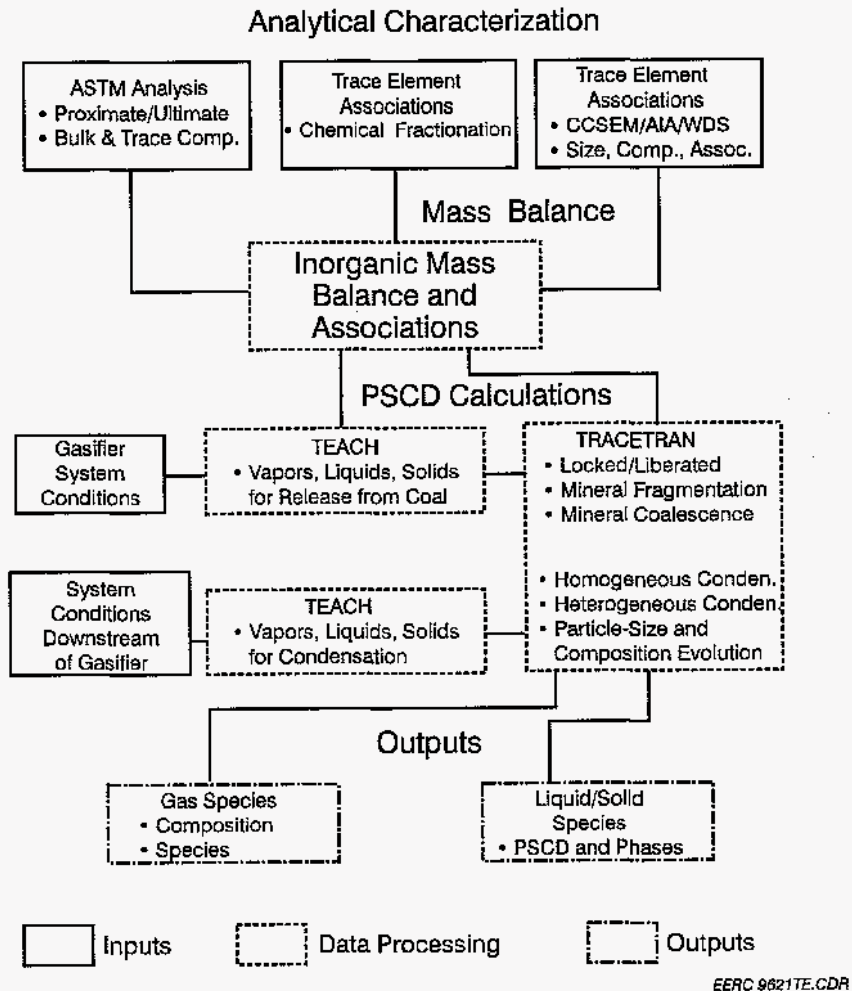 Analytical Characterization
ASTM Analysis
• Proximate/Ultimate
• Bulk & Trace Comp.
Trace Element
Associations
• Chemical Fractionation
Trace Element
Associations
• CCSEM/AIA/WDS
• Size, Comp., Assoc.
Mass Balance
Inorganic Mass
Balance and
Associations
PSCD Calculations
Gasifier
System
Conditions
TEACH
• Vapors, Liquids, Solids
for Release from Coal
TRACETRAN
• Locked/Liberated
• Mineral Fragmentation
• Mineral Coalescence
• Homogeneous Conden.
• Heterogeneous Conden.
• Particle-Size and
Composition Evolution
System
Conditions
Downstream
of Gasifier
TEACH
• Vapors, Liquids, Solids
for Condensation
Outputs
Gas Species
• Composition
• Species
Liquid/Solid
Species
• PSCD and Phases
Inputs
Data Processing
Outputs
EERC 9621TE.CDR